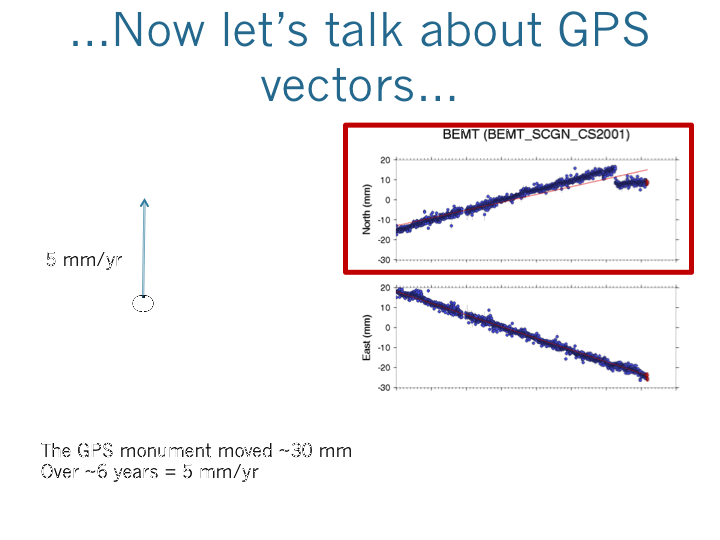 ...Now let's talk about GPS
vectors...
BEMT (BEMT_SCGN_CS2001)
20
10
0
-10
-20
-30
North (mm)
5 mm/yr
20
10
0
-10
-20
-30
East (mm)
The GPS monument moved ~30 mm
Over ~6 years = 5 mm/yr